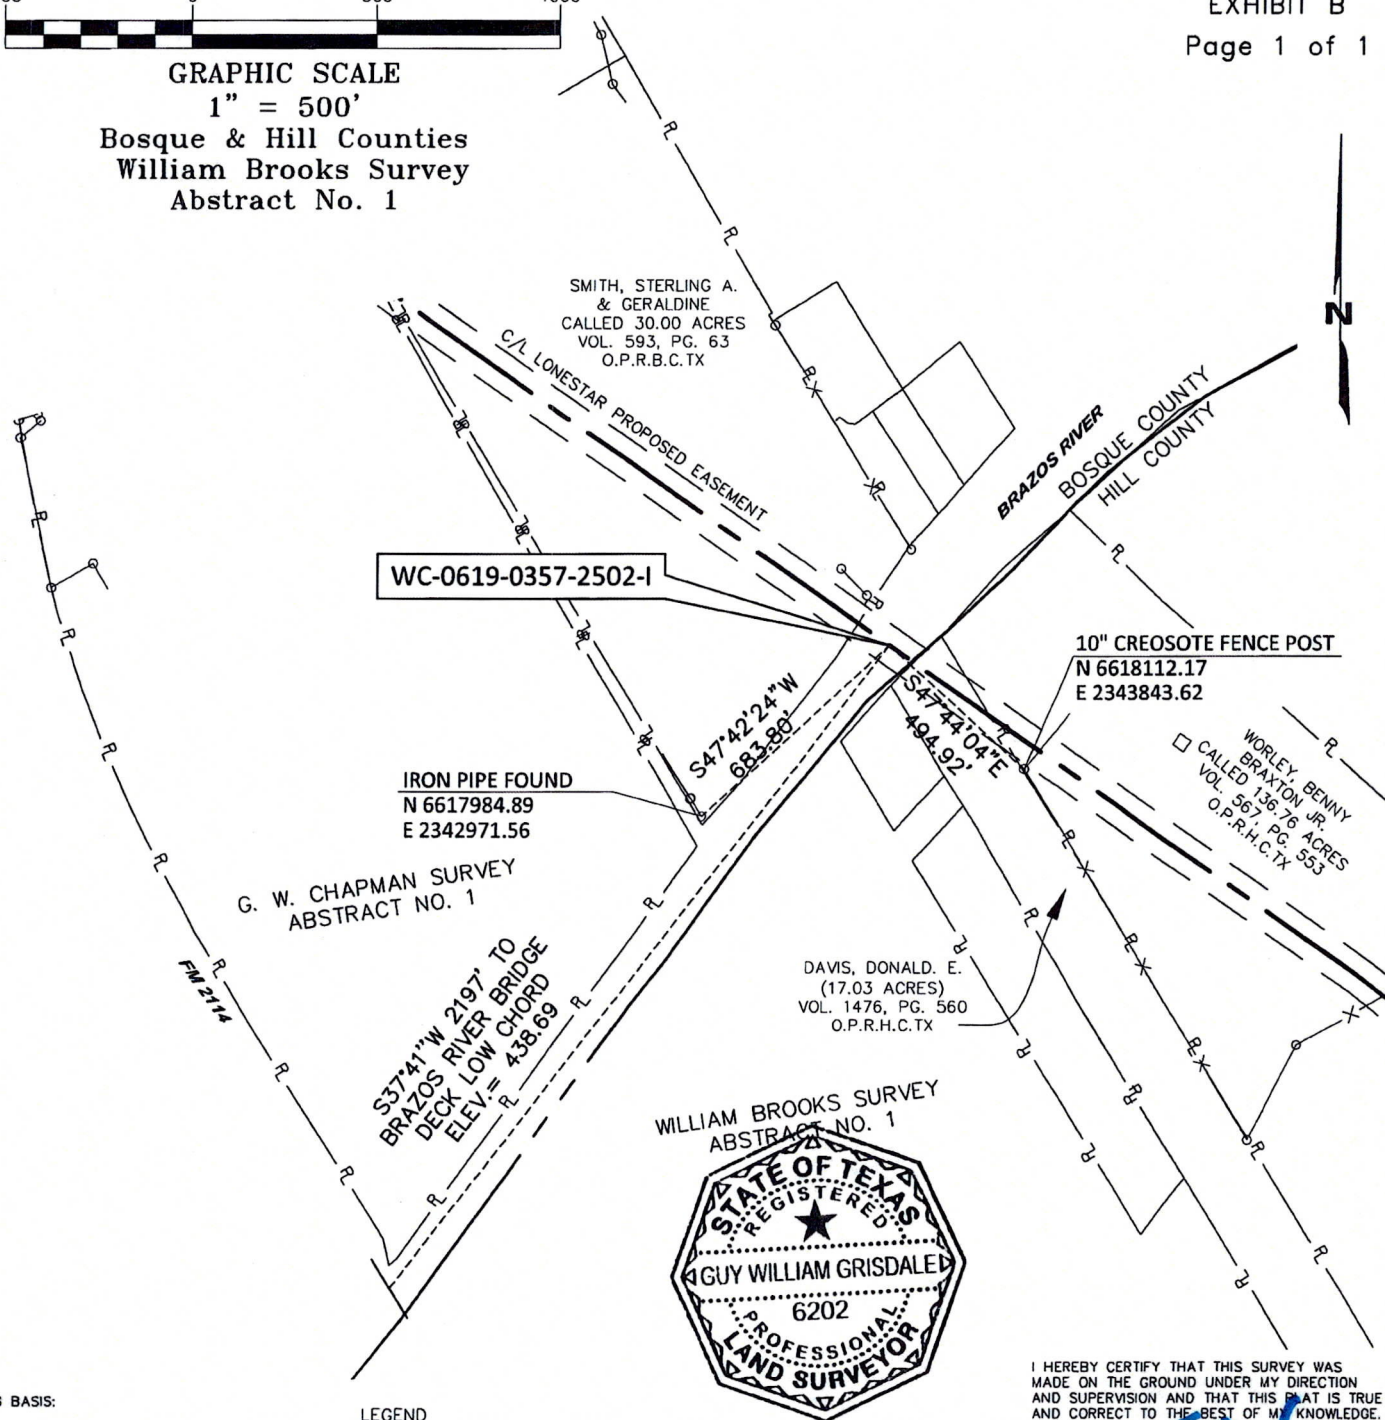 EXHIBIT B
Page 1 of 1
0
1000
GRAPHIC SCALE
1" = 500'
Bosque & Hill Counties
William Brooks Survey
Abstract No. 1
N
SMITH, STERLING A.
& GERALDINE
CALLED 30.00 ACRES
VOL. 593, PG. 63
O.P.R.B.C.TX
C/L LONESTAR PROPOSED EASEMENT
BRAZOS RIVER
BOSQUE COUNTY
HILL COUNTY
WC-0619-0357-2502-I
10" CREOSOTE FENCE POST
N 6618112.17
E 2343843.62
S47°42'24"W
683.80'
S47°44'04"E
494.92'
WORLEY, BENNY
BRAXTON JR.
CALLED 136.76 ACRES
VOL. 567, PG. 553
O.P.R.H.C.TX
IRON PIPE FOUND
N 6617984.89
E 2342971.56
G. W. CHAPMAN SURVEY
ABSTRACT NO. 1
FM 2114
S37°41"W 2197' TO
BRAZOS RIVER BRIDGE
DECK LOW CHORD
ELEV.= 438.69
DAVIS, DONALD. E.
(17.03 ACRES)
VOL. 1476, PG. 560
O.P.R.H.C.TX
WILLIAM BROOKS SURVEY
ABSTRACT NO. 1
STATE OF TEXAS
REGISTERED
GUY WILLIAM GRISDALE
6202
PROFESSIONAL
LAND SURVEYOR
I HEREBY CERTIFY THAT THIS SURVEY WAS
MADE ON THE GROUND UNDER MY DIRECTION
AND SUPERVISION AND THAT THIS PLAT IS TRUE
AND CORRECT TO THE BEST OF MY KNOWLEDGE.
BASIS:
LEGEND